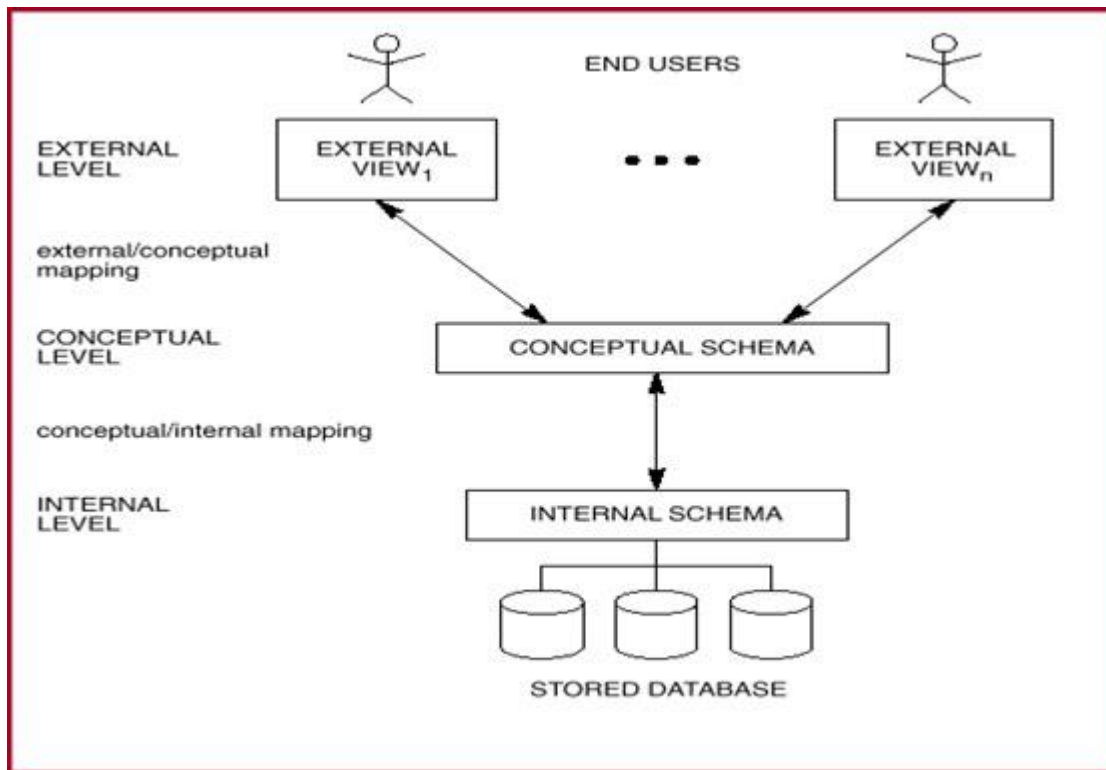 END USERS
EXTERNAL
LEVEL
EXTERNAL
VIEW1
EXTERNAL
VIEWn
external/conceptual
mapping
CONCEPTUAL
LEVEL
CONCEPTUAL SCHEMA
conceptual/internal mapping
INTERNAL
LEVEL
INTERNAL SCHEMA
STORED DATABASE